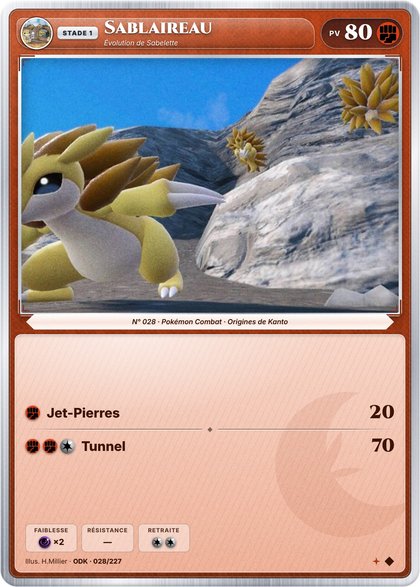 STADE 1
SABLAIREAU
Évolution de Sabelette
PV 80
N° 028 · Pokémon Combat · Origines de Kanto
Jet-Pierres 20
Tunnel 70
FAIBLESSE RÉSISTANCE RETRAITE
×2 —
Illus. H.Millier · ODK · 028/227